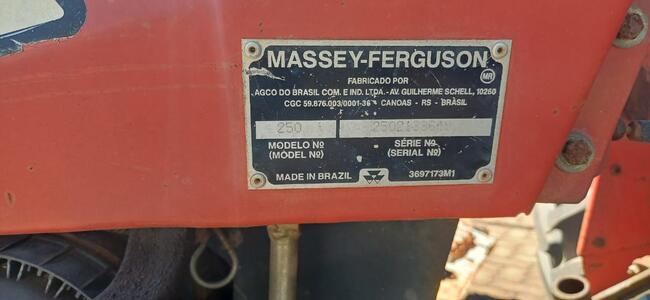 MASSEY-FERGUSON
MR
FABRICADO POR
AGCO DO BRASIL COM. E IND. LTDA.- AV. GUILHERME SCHELL, 10260
CGC 59.876.003/0001-36 CANOAS - RS - BRASIL
250
MODELO Nº SÉRIE Nº
(MODEL Nº) (SERIAL Nº)
MADE IN BRAZIL 3697173M1